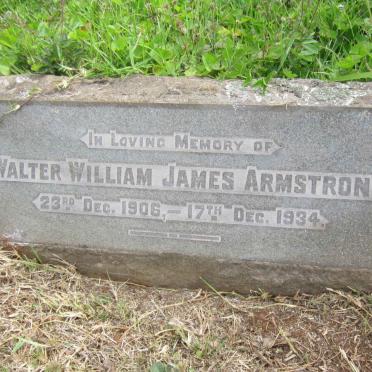 IN LOVING MEMORY OF
WALTER WILLIAM JAMES ARMSTRON
23RD DEC. 1906, — 17TH DEC. 1934.